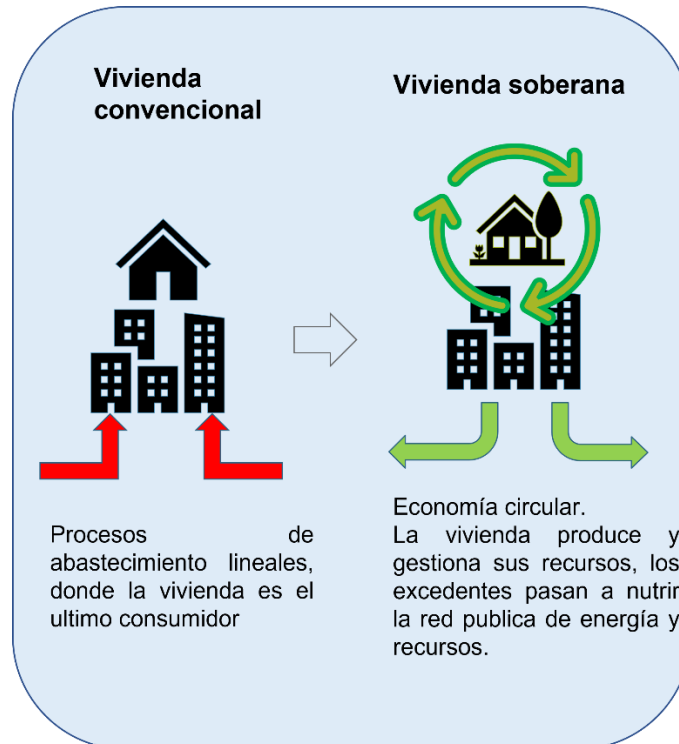 Vivienda
convencional
Vivienda soberana
Procesos de
abastecimiento lineales,
donde la vivienda es el
ultimo consumidor
Economía circular.
La vivienda produce y
gestiona sus recursos, los
excedentes pasan a nutrir
la red publica de energía y
recursos.